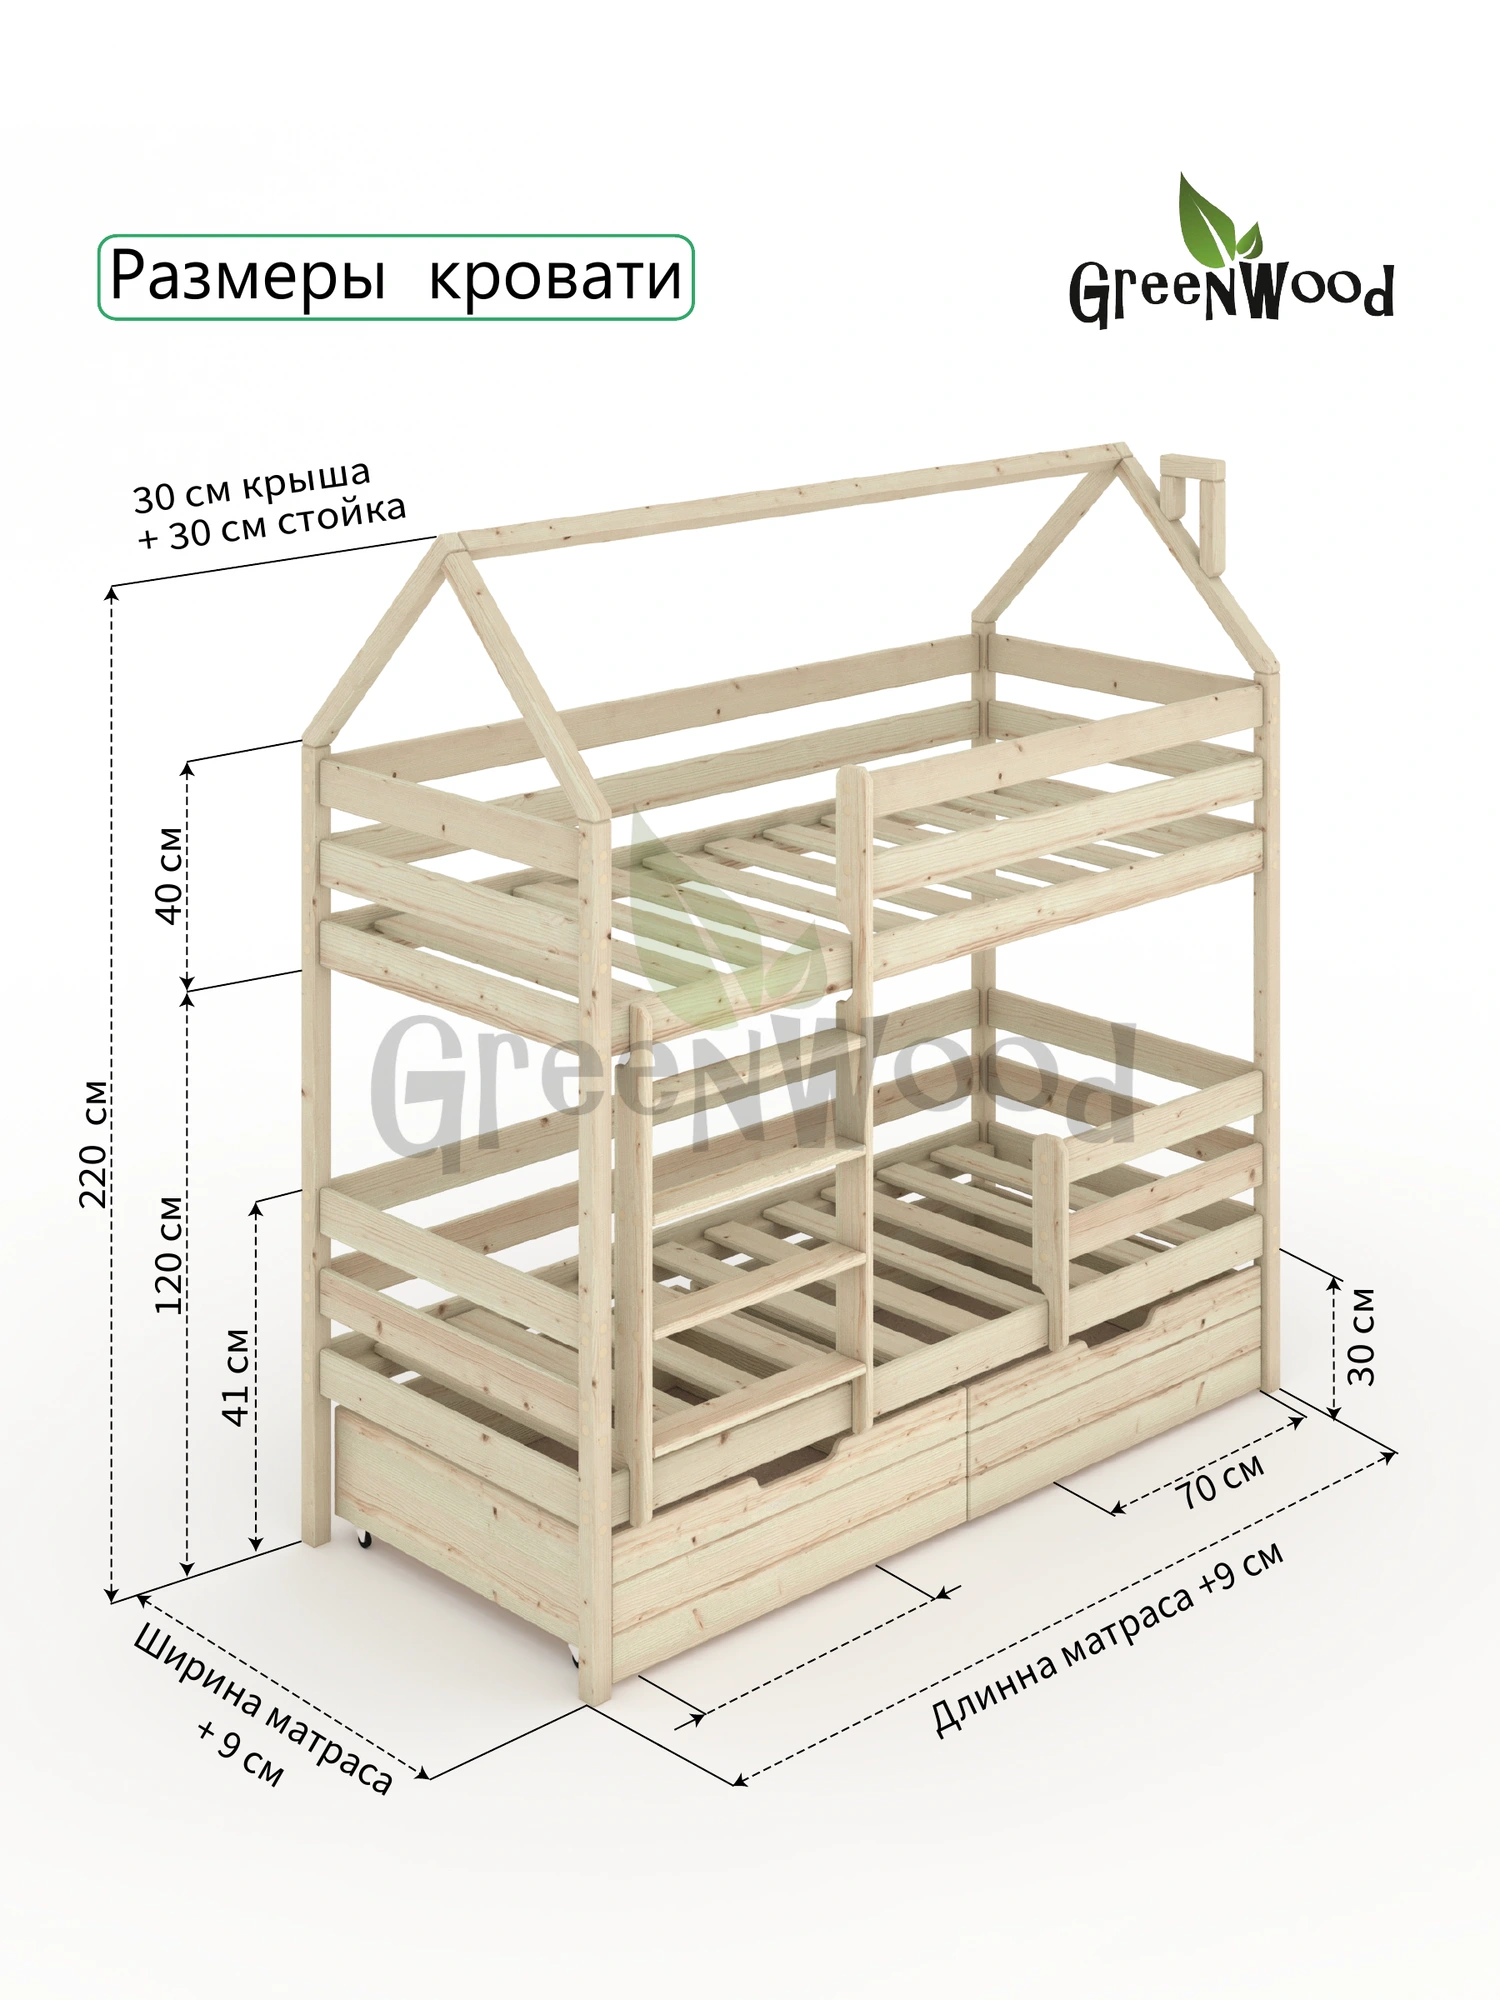 Размеры кровати
GreenWood
30 см крыша
+ 30 см стойка
40 см
220 см
120 см
41 см
GreenWood
30 см
70 см
Длинна матраса +9 см
Ширина матраса
+ 9 см